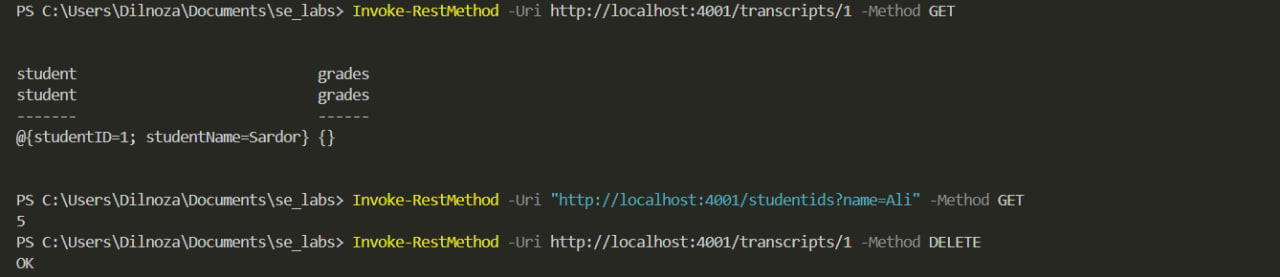 PS C:\Users\Dilnoza\Documents\se_labs> Invoke-RestMethod -Uri http://localhost:4001/transcripts/1 -Method GET
student                          grades
student                          grades
-------                          ------
@{studentID=1; studentName=Sardor} {}
PS C:\Users\Dilnoza\Documents\se_labs> Invoke-RestMethod -Uri "http://localhost:4001/studentids?name=Ali" -Method GET
5
PS C:\Users\Dilnoza\Documents\se_labs> Invoke-RestMethod -Uri http://localhost:4001/transcripts/1 -Method DELETE
OK